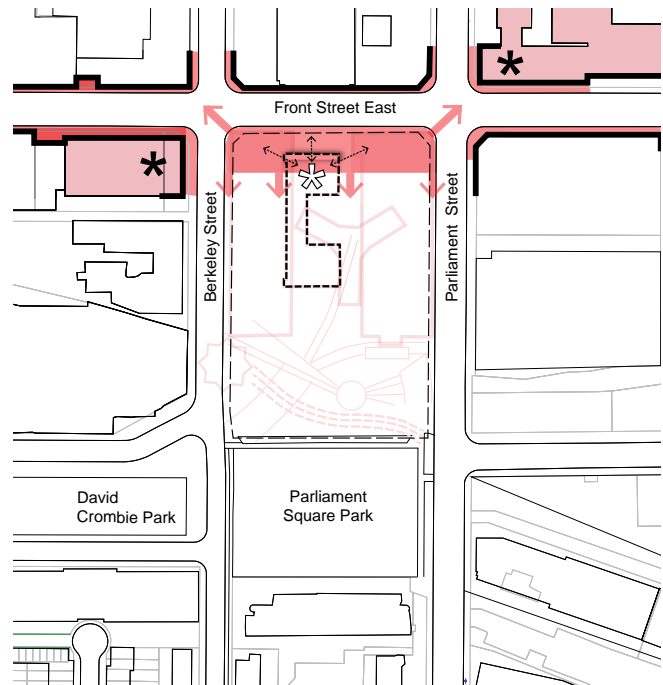 Front Street East
Berkeley Street
Parliament Street
David
Crombie Park
Parliament
Square Park